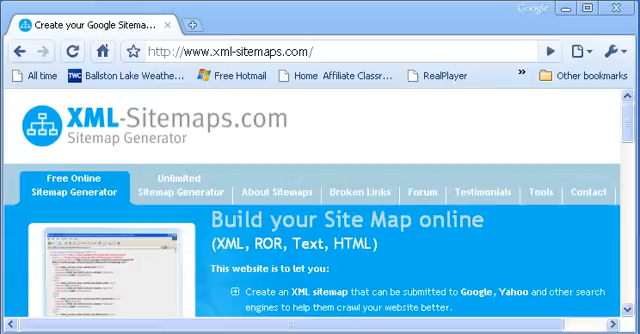 Google
Create your Google Sitema...
http://www.xml-sitemaps.com/
All time
Ballston Lake Weathe...
Free Hotmail
Home Affiliate Classr...
RealPlayer
»
Other bookmarks
XML-Sitemaps.com
Sitemap Generator
Free Online
Sitemap Generator
Unlimited
Sitemap Generator
About Sitemaps
Broken Links
Forum
Testimonials
Tools
Contact
Build your Site Map online
(XML, ROR, Text, HTML)
This website is to let you:
Create an XML sitemap that can be submitted to Google, Yahoo and other search
engines to help them crawl your website better.